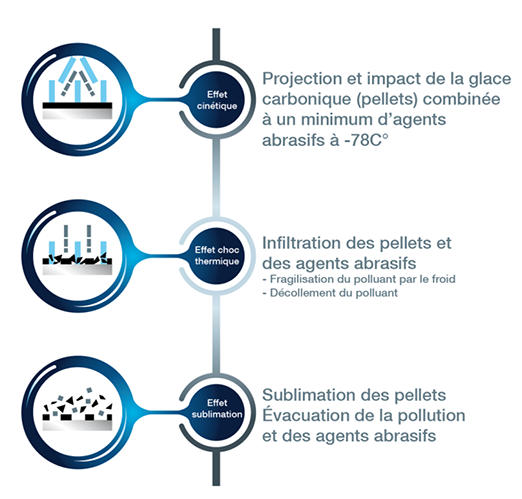 Effet
cinétique
Projection et impact de la glace
carbonique (pellets) combinée
à un minimum d'agents
abrasifs à -78C°
Effet choc
thermique
Infiltration des pellets et
des agents abrasifs
- Fragilisation du polluant par le froid
- Décollement du polluant
Effet
sublimation
Sublimation des pellets
Évacuation de la pollution
et des agents abrasifs